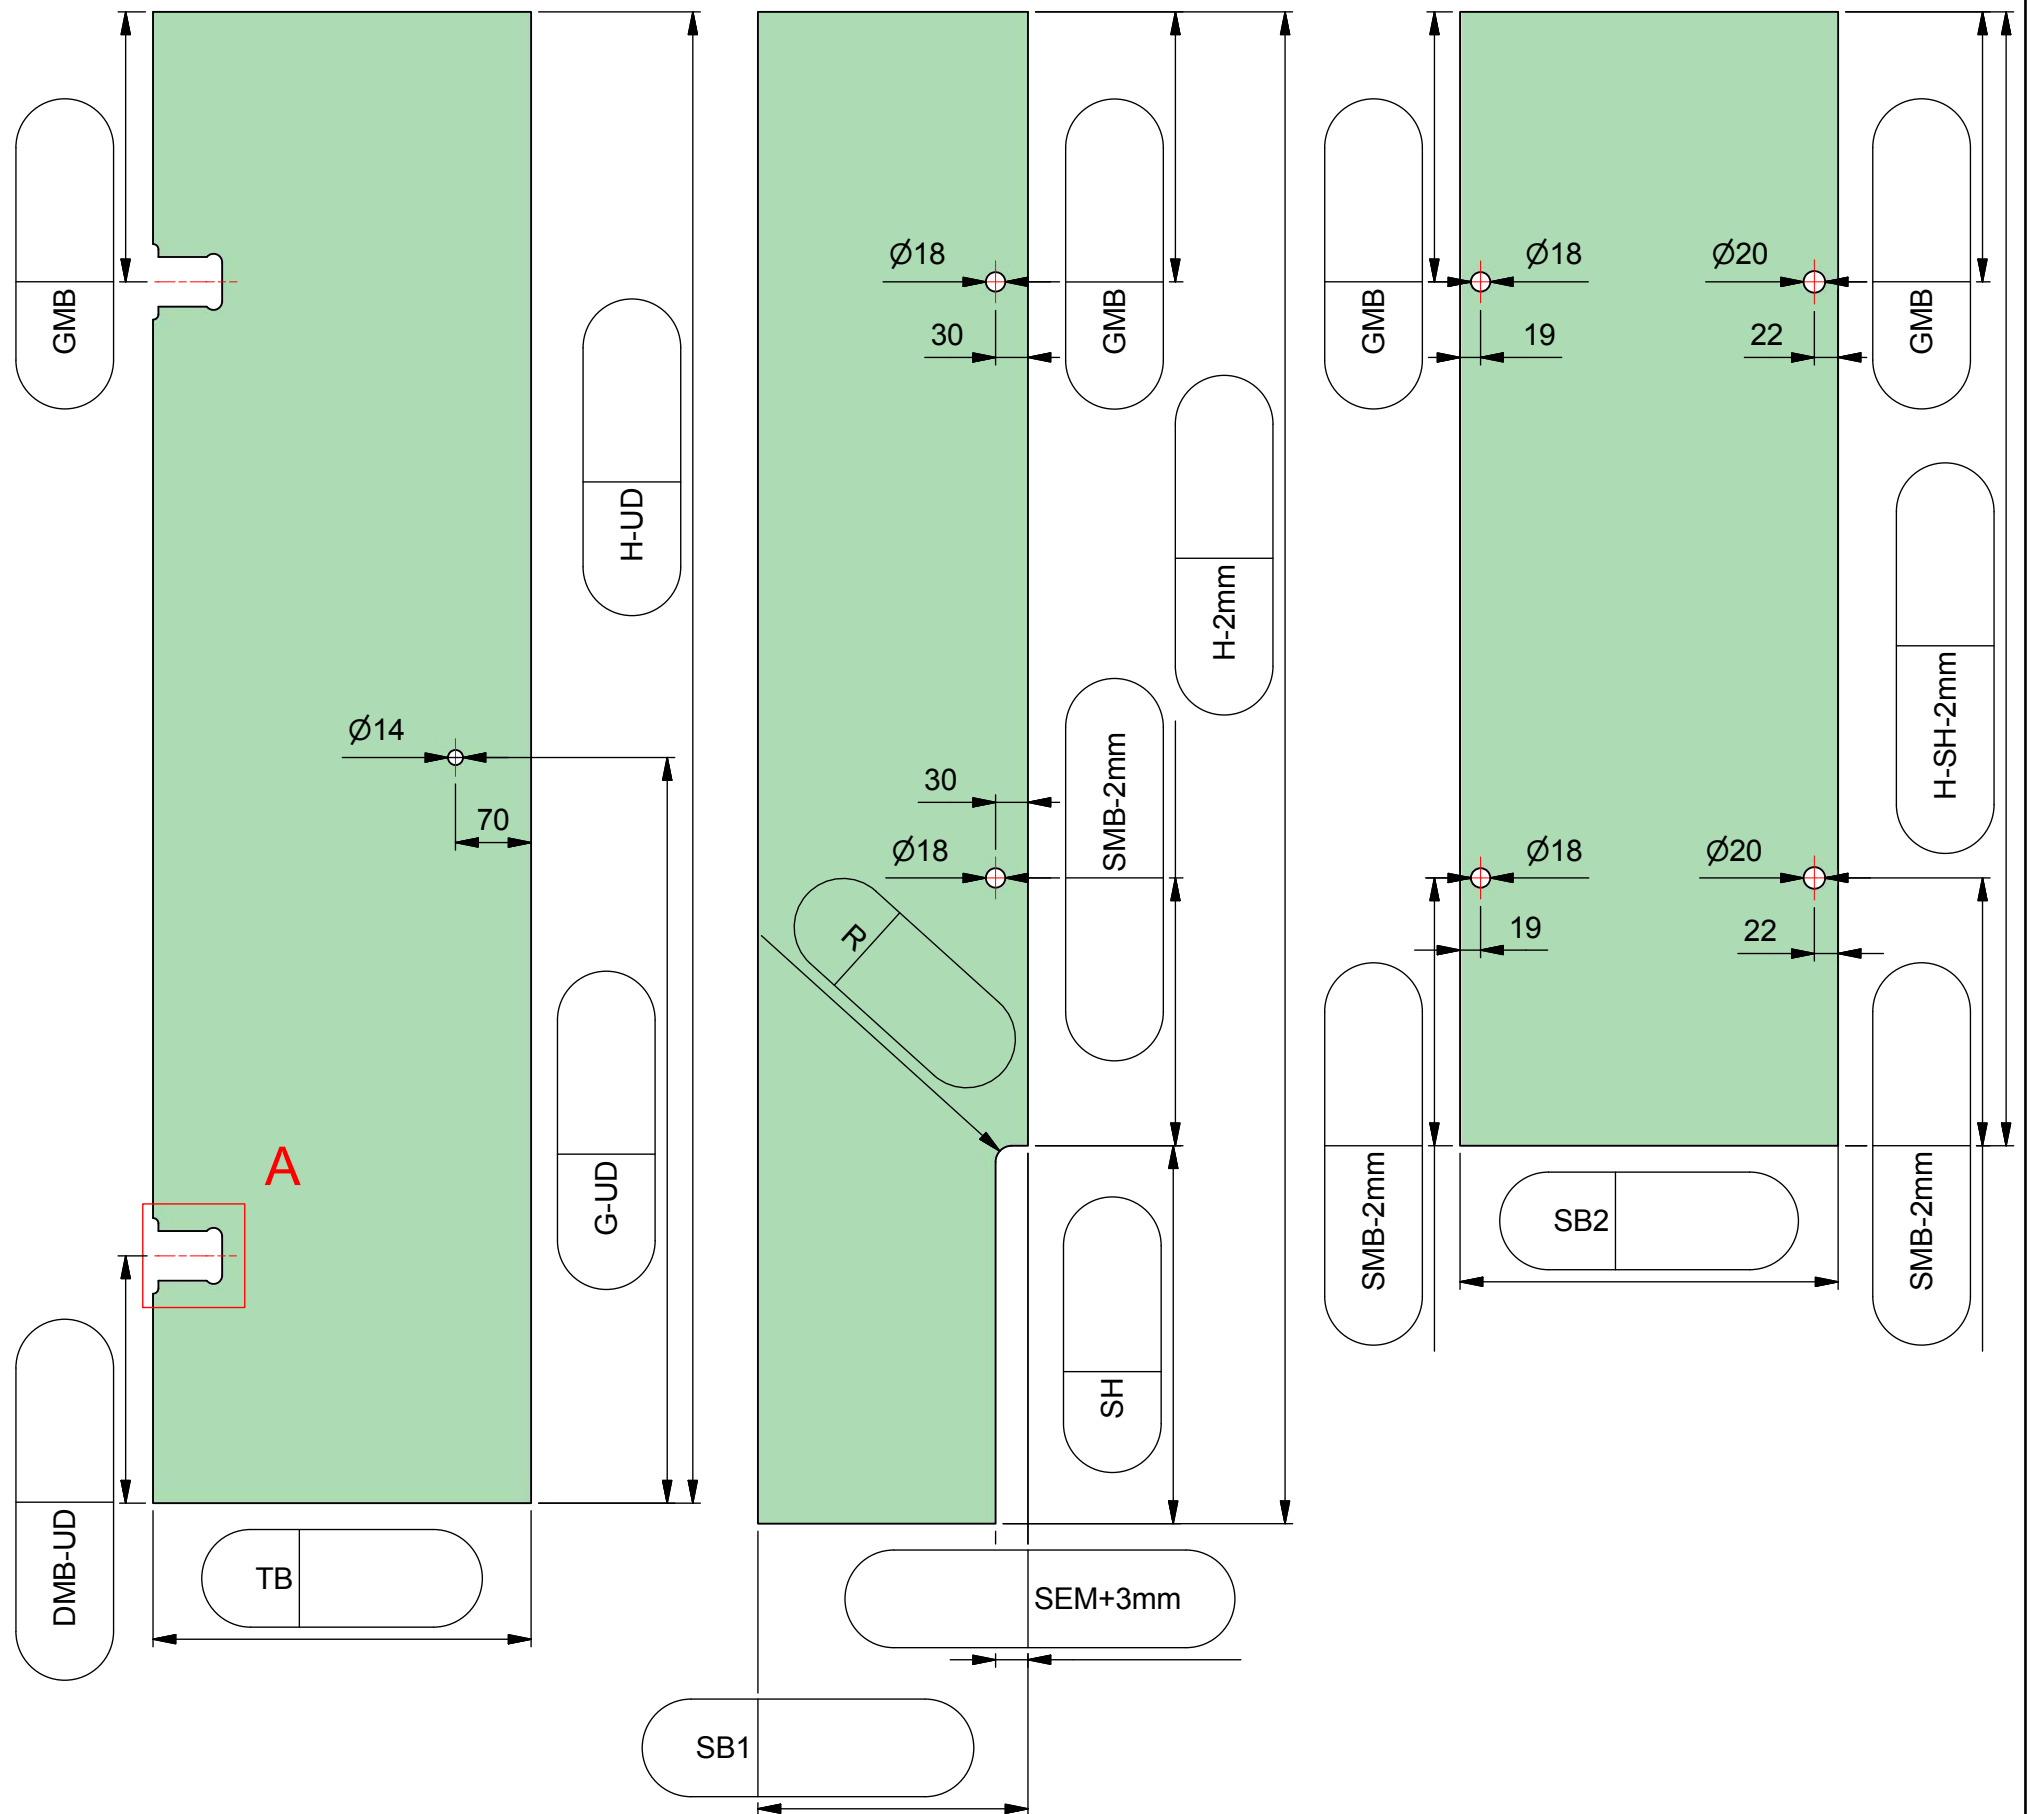 GMB
H-UD
Ø14
70
G-UD
A
DMB-UD
TB
Ø18
30
GMB
H-2mm
30
Ø18
SMB-2mm
R
SH
SEM+3mm
SB1
GMB
Ø18
19
Ø20
22
GMB
H-SH-2mm
Ø18
19
Ø20
22
SMB-2mm
SB2
SMB-2mm